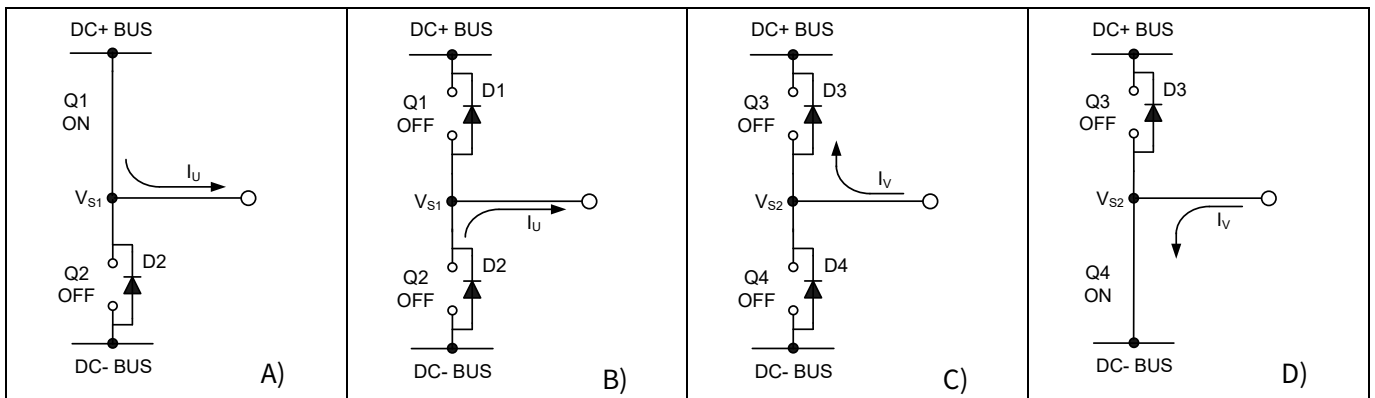 DC+ BUS
Q1
ON
I_U
V_S1
Q2
OFF
D2
DC- BUS
A)
DC+ BUS
Q1
OFF
D1
V_S1
I_U
Q2
OFF
D2
DC- BUS
B)
DC+ BUS
Q3
OFF
D3
I_V
V_S2
Q4
OFF
D4
DC- BUS
C)
DC+ BUS
Q3
OFF
D3
V_S2
I_V
Q4
ON
DC- BUS
D)